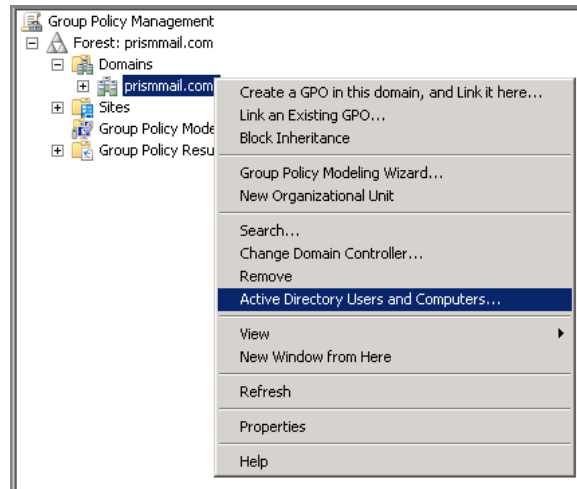 Group Policy Management
Forest: prismmail.com
Domains
prismmail.com
Sites
Group Policy Mode
Group Policy Resu
Create a GPO in this domain, and Link it here...
Link an Existing GPO...
Block Inheritance
Group Policy Modeling Wizard...
New Organizational Unit
Search...
Change Domain Controller...
Remove
Active Directory Users and Computers...
View
New Window from Here
Refresh
Properties
Help